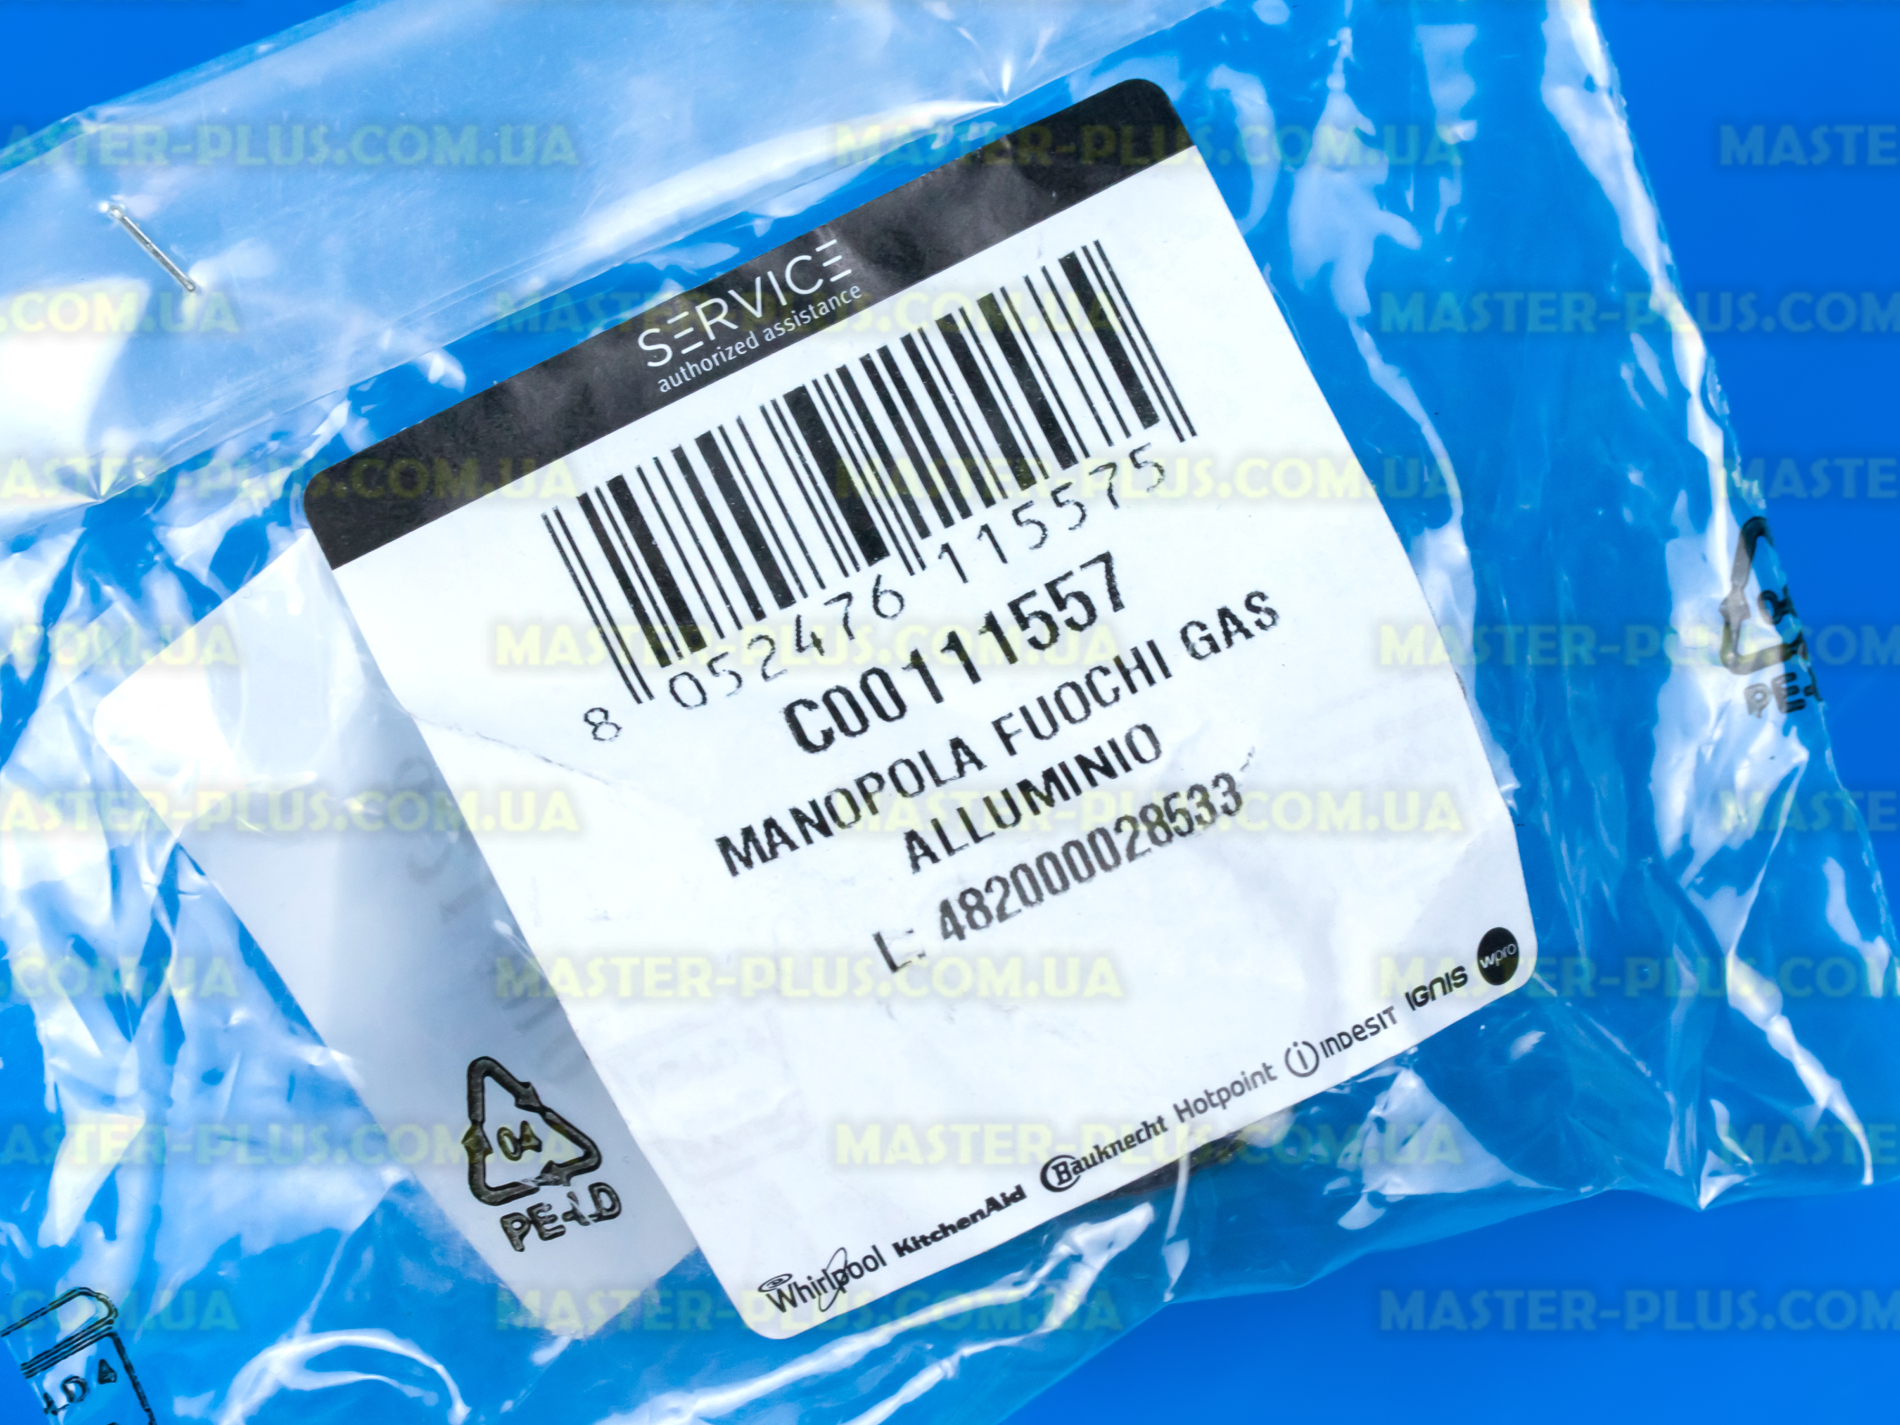 SERVICE
authorized assistance
8 052476 115575
C00111557
MANOPOLA FUOCHI GAS
ALLUMINIO
L: 482000028533
Whirlpool KitchenAid Bauknecht Hotpoint indesit IGNIS wpro
04
PE-LD
MASTER-PLUS.COM.UA